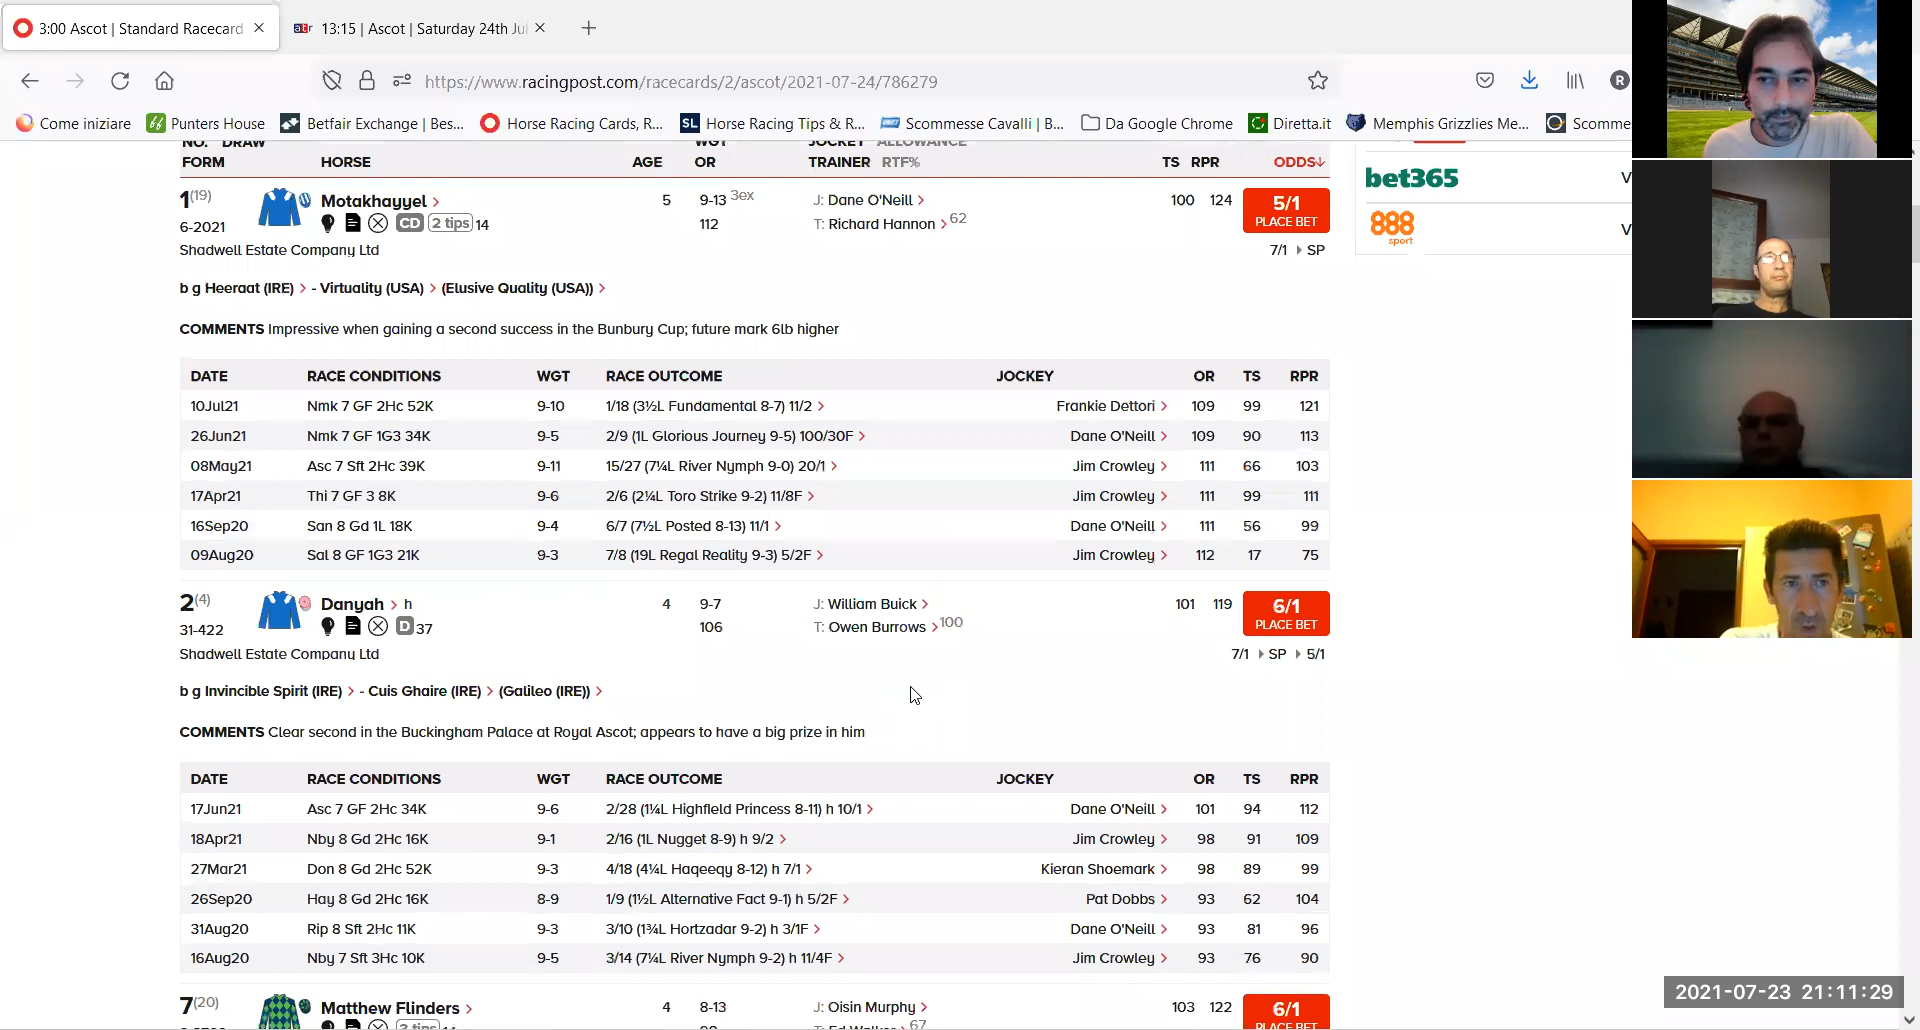 3:00 Ascot | Standard Racecard
atr 13:15 | Ascot | Saturday 24th Jul
https://www.racingpost.com/racecards/2/ascot/2021-07-24/786279
R
Come iniziare Punters House Betfair Exchange | Bes... Horse Racing Cards, R... SL Horse Racing Tips & R... Scommesse Cavalli | B... Da Google Chrome Diretta.it Memphis Grizzlies Me... Scomme
NO. DRAW WGT JOCKEY ALLOWANCE
FORM HORSE AGE OR TRAINER RTF% TS RPR ODDS
1(19) Motakhayyel 5 9-13 3ex J: Dane O'Neill 100 124 5/1
6-2021 CD 2 tips 14 112 T: Richard Hannon 62 PLACE BET
Shadwell Estate Company Ltd 7/1 SP
b g Heeraat (IRE) - Virtuality (USA) (Elusive Quality (USA))
COMMENTS Impressive when gaining a second success in the Bunbury Cup; future mark 6lb higher
DATE RACE CONDITIONS WGT RACE OUTCOME JOCKEY OR TS RPR
10Jul21 Nmk 7 GF 2Hc 52K 9-10 1/18 (3½L Fundamental 8-7) 11/2 Frankie Dettori 109 99 121
26Jun21 Nmk 7 GF 1G3 34K 9-5 2/9 (1L Glorious Journey 9-5) 100/30F Dane O'Neill 109 90 113
08May21 Asc 7 Sft 2Hc 39K 9-11 15/27 (7¼L River Nymph 9-0) 20/1 Jim Crowley 111 66 103
17Apr21 Thi 7 GF 3 8K 9-6 2/6 (2¼L Toro Strike 9-2) 11/8F Jim Crowley 111 99 111
16Sep20 San 8 Gd 1L 18K 9-4 6/7 (7½L Posted 8-13) 11/1 Dane O'Neill 111 56 99
09Aug20 Sal 8 GF 1G3 21K 9-3 7/8 (19L Regal Reality 9-3) 5/2F Jim Crowley 112 17 75
2(4) Danyah h 4 9-7 J: William Buick 101 119 6/1
31-422 D 37 106 T: Owen Burrows 100 PLACE BET
Shadwell Estate Company Ltd 7/1 SP 5/1
b g Invincible Spirit (IRE) - Cuis Ghaire (IRE) (Galileo (IRE))
COMMENTS Clear second in the Buckingham Palace at Royal Ascot; appears to have a big prize in him
DATE RACE CONDITIONS WGT RACE OUTCOME JOCKEY OR TS RPR
17Jun21 Asc 7 GF 2Hc 34K 9-6 2/28 (1¼L Highfield Princess 8-11) h 10/1 Dane O'Neill 101 94 112
18Apr21 Nby 8 Gd 2Hc 16K 9-1 2/16 (1L Nugget 8-9) h 9/2 Jim Crowley 98 91 109
27Mar21 Don 8 Gd 2Hc 52K 9-3 4/18 (4¼L Haqeeqy 8-12) h 7/1 Kieran Shoemark 98 89 99
26Sep20 Hay 8 Gd 2Hc 16K 8-9 1/9 (1½L Alternative Fact 9-1) h 5/2F Pat Dobbs 93 62 104
31Aug20 Rip 8 Sft 2Hc 11K 9-3 3/10 (1¾L Hortzadar 9-2) h 3/1F Dane O'Neill 93 81 96
16Aug20 Nby 7 Sft 3Hc 10K 9-5 3/14 (7¼L River Nymph 9-2) h 11/4F Jim Crowley 93 76 90
7(20) Matthew Flinders 4 8-13 J: Oisin Murphy 103 122 6/1
3 tips T: Ed Walker 67 PLACE BET
bet365 V
888 sport V
2021-07-23 21:11:29